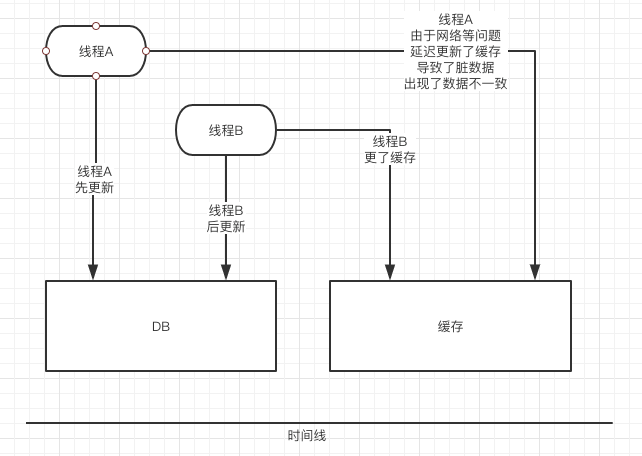 线程A
线程A
由于网络等问题
延迟更新了缓存
导致了脏数据
出现了数据不一致
线程B
线程B
更了缓存
线程A
先更新
线程B
后更新
DB
缓存
时间线